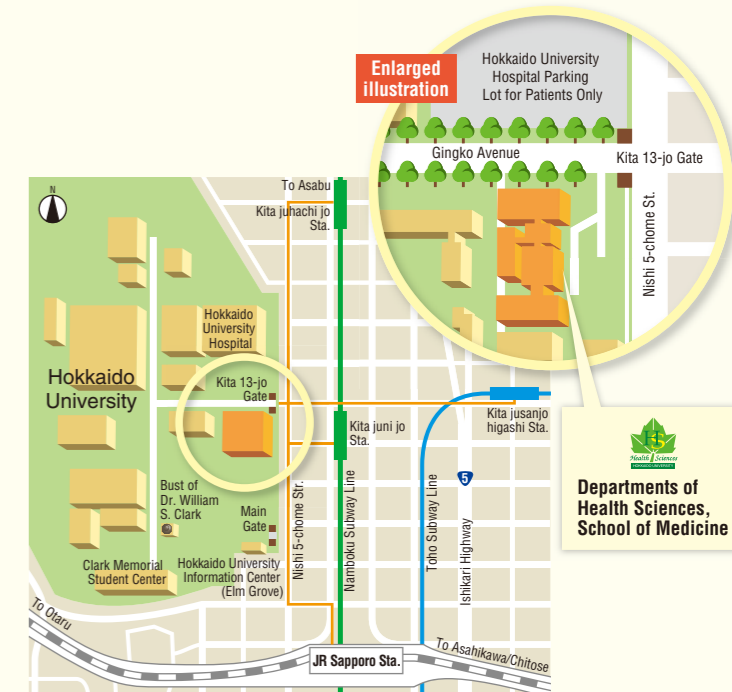 Enlarged
illustration
Hokkaido University
Hospital Parking
Lot for Patients Only
Gingko Avenue
Kita 13-jo Gate
Nishi 5-chome St.
N
To Asabu
Kita juhachi jo
Sta.
Hokkaido
University
Hospital
Hokkaido
University
Kita 13-jo
Gate
Kita juni jo
Sta.
Kita jusanjo
higashi Sta.
5
HS
Health Sciences
HOKKAIDO UNIVERSITY
Departments of
Health Sciences,
School of Medicine
Bust of
Dr. William
S. Clark
Main
Gate
Nishi 5-chome Str.
Namboku Subway Line
Toho Subway Line
Ishikari Highway
Clark Memorial
Student Center
Hokkaido University
Information Center
(Elm Grove)
To Otaru
JR Sapporo Sta.
To Asahikawa/Chitose